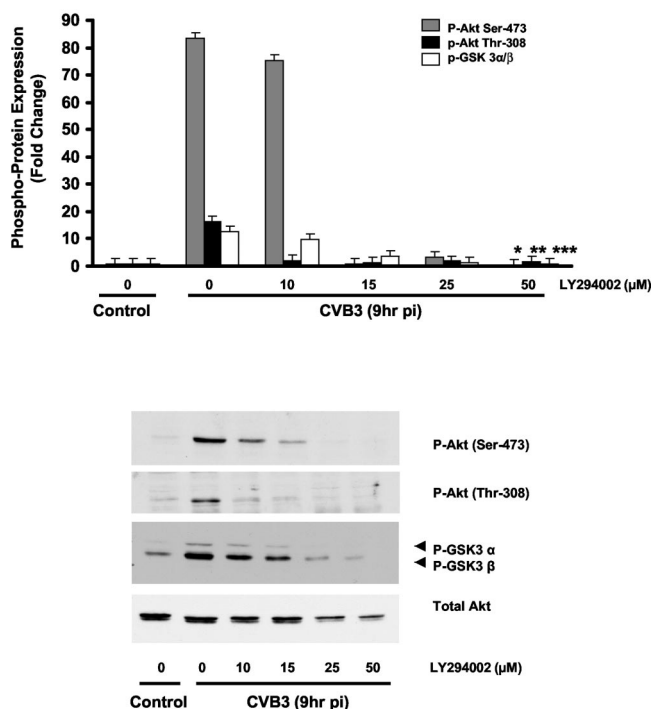 Phospho-Protein Expression
(Fold Change)
90
80
70
60
50
40
30
20
10
0
P-Akt Ser-473
p-Akt Thr-308
p-GSK 3α/β
* ** ***
0 0 10 15 25 50 LY294002 (µM)
Control CVB3 (9hr pi)
P-Akt (Ser-473)
P-Akt (Thr-308)
P-GSK3 α
P-GSK3 β
Total Akt
0 0 10 15 25 50 LY294002 (µM)
Control CVB3 (9hr pi)